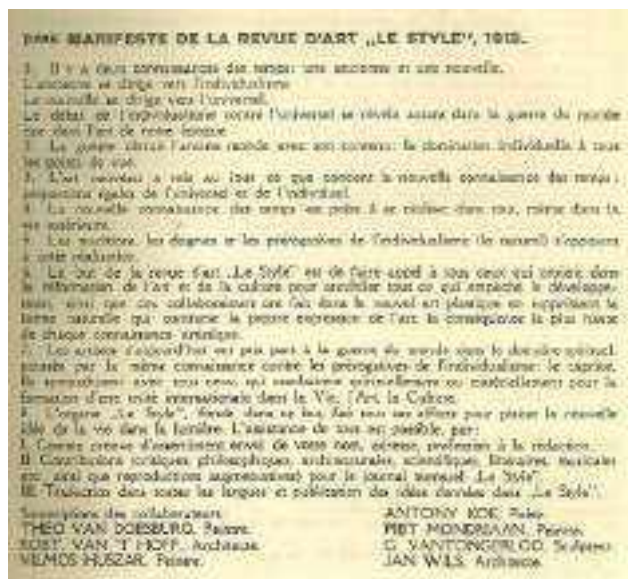 MANIFESTE DE LA REVUE D'ART „LE STYLE", 1918.
1. Il y a deux connaissances des temps: une ancienne et une nouvelle.
L'ancienne se dirige vers l'individualisme.
La nouvelle se dirige vers l'universel.
Le débat de l'individualisme contre l'universel se révèle autant dans la guerre du monde
que dans l'art de notre époque.
2. La guerre détruit l'ancien monde avec son contenu: la domination individuelle à tous
les points de vue.
3. L'art nouveau a mis au jour ce que contient la nouvelle connaissance des temps:
proportions égales de l'universel et de l'individuel.
4. La nouvelle connaissance des temps est prête à se réaliser dans tout, même dans la
vie extérieure.
5. Les traditions, les dogmes et les prérogatives de l'individualisme (le naturel) s'opposent
à cette réalisation.
6. Le but de la revue d'art „Le Style" est de faire appel à tous ceux qui croient dans
la réformation de l'art et de la culture pour annihiler tout ce qui empêche le développe-
ment, ainsi que ces collaborateurs ont fait dans le nouvel art plastique en supprimant la
forme naturelle qui contrarie la propre expression de l'art, la conséquence la plus haute
de chaque connaissance artistique.
7. Les artistes d'aujourd'hui ont pris part à la guerre du monde dans le domaine spirituel,
poussés par la même connaissance contre les prérogatives de l'individualisme: le caprice.
Ils sympathisent avec tous ceux, qui combattent spirituellement ou matériellement pour la
formation d'une unité internationale dans la Vie, l'Art, la Culture.
8. L'organe „Le Style", fondé dans ce but, fait tous ses efforts pour placer la nouvelle
idée de la vie dans la lumière. L'assistance de tous est possible, par:
I. Comme preuve d'assentiment envoi de votre nom, adresse, profession à la rédaction.
II. Contributions (critiques, philosophiques, architecturales, scientifiques, littéraires, musicales
etc. ainsi que reproductions) pour le journal mensuel „Le Style".
III. Traduction dans toutes les langues et publication des idées données dans „Le Style".
des collaborateurs:
THEO VAN DOESBURG, Peintre.
ROBT. VAN 'T HOFF, Architecte.
VILMOS HUSZAR, Peintre.
ANTONY KOK, Poète.
PIET MONDRIAAN, Peintre.
G. VANTONGERLOO, Sculpteur.
JAN WILS, Architecte.